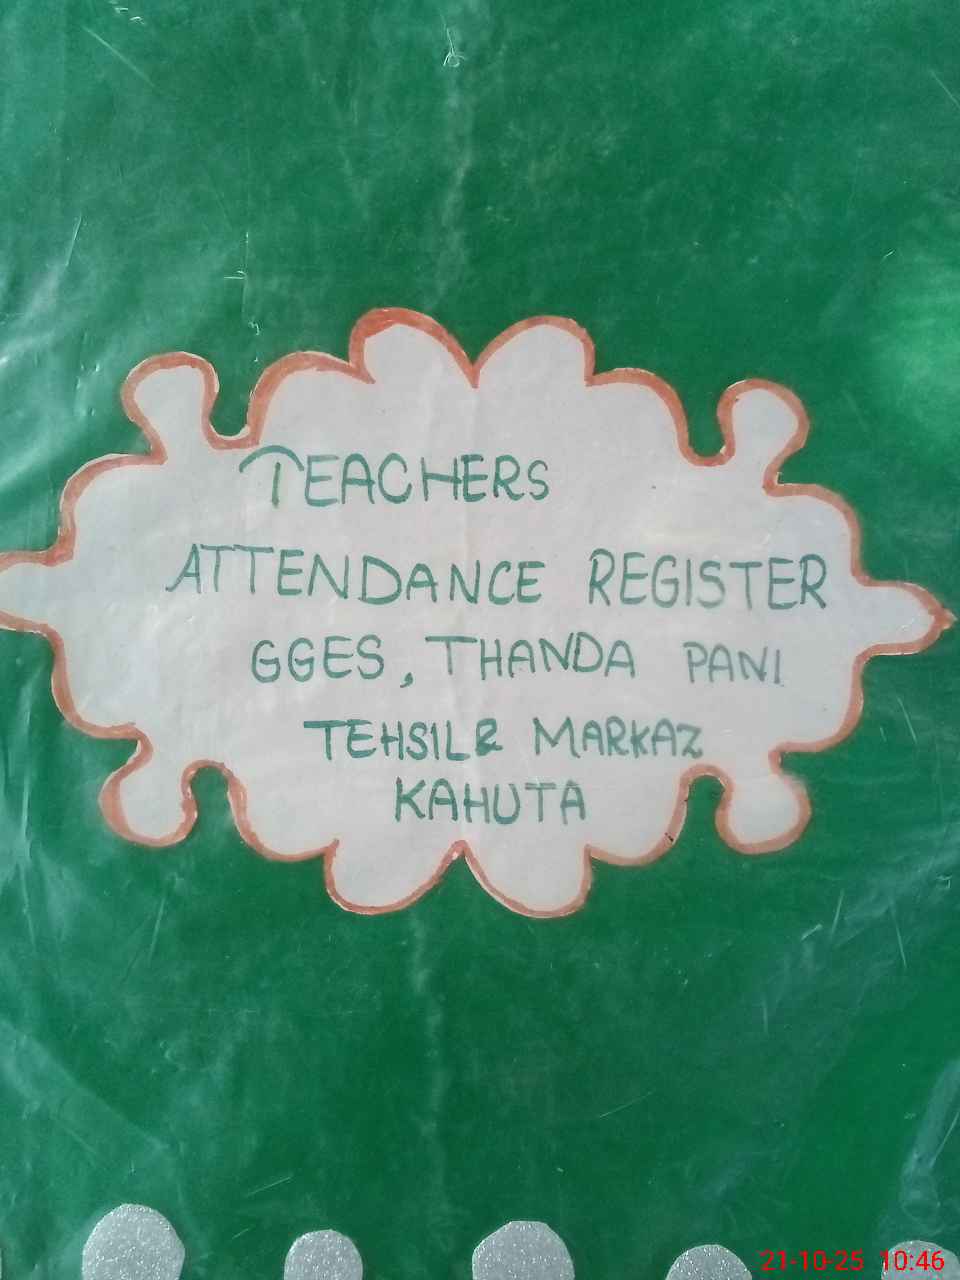 TEACHERS
ATTENDANCE REGISTER
GGES, THANDA PANI
TEHSIL & MARKAZ
KAHUTA
21-10-25 10:46